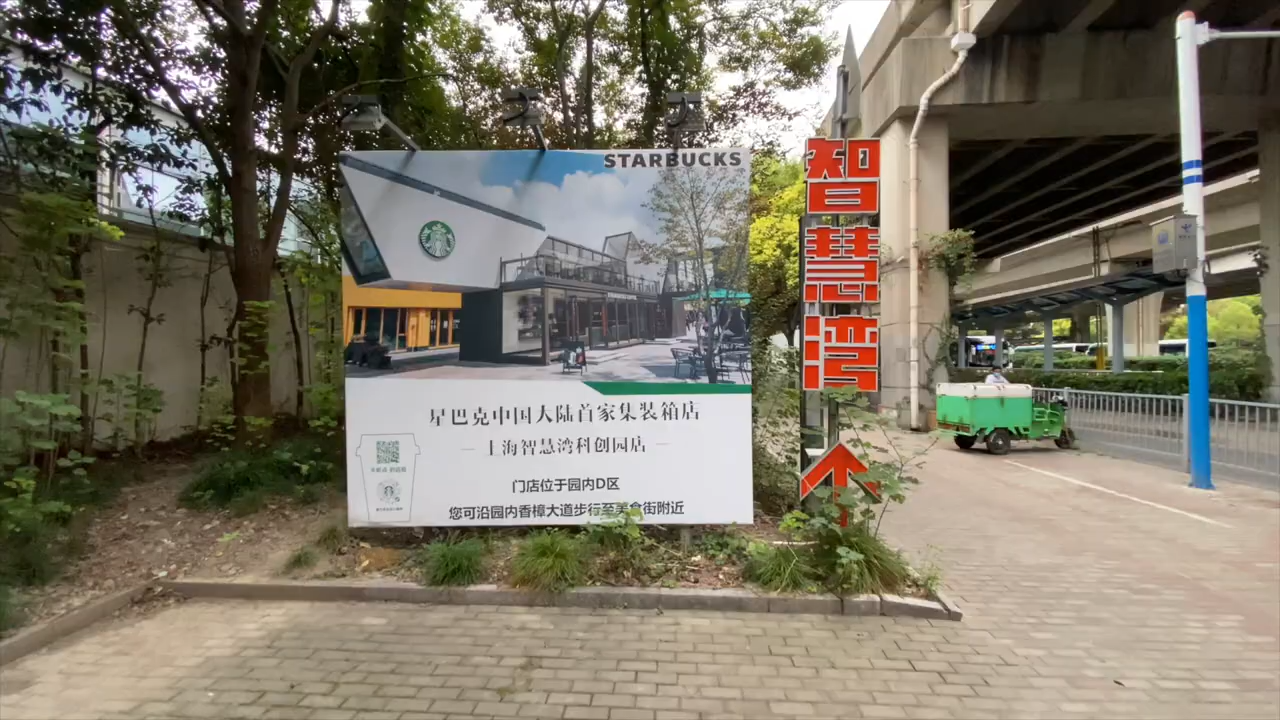 STARBUCKS
星巴克中国大陆首家集装箱店
— 上海智慧湾科创园店 —
门店位于园内D区
您可沿园内香樟大道步行至美食街附近
智慧湾